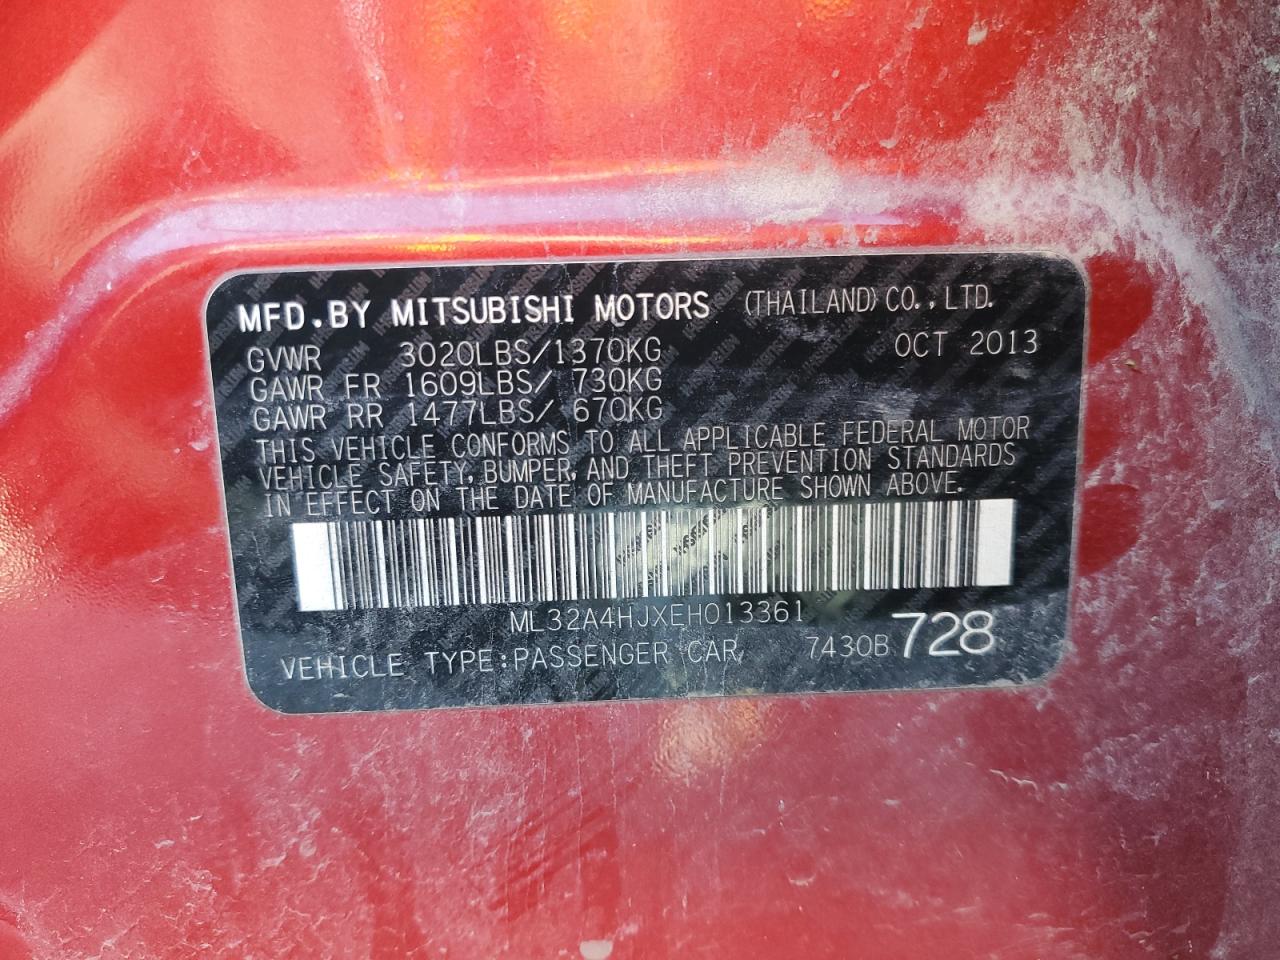 MFD.BY MITSUBISHI MOTORS (THAILAND)CO.,LTD.
GVWR 3020LBS/1370KG OCT 2013
GAWR FR 1609LBS/ 730KG
GAWR RR 1477LBS/ 670KG
THIS VEHICLE CONFORMS TO ALL APPLICABLE FEDERAL MOTOR
VEHICLE SAFETY, BUMPER, AND THEFT PREVENTION STANDARDS
IN EFFECT ON THE DATE OF MANUFACTURE SHOWN ABOVE.
ML32A4HJXEH013361
VEHICLE TYPE:PASSENGER CAR 7430B 728